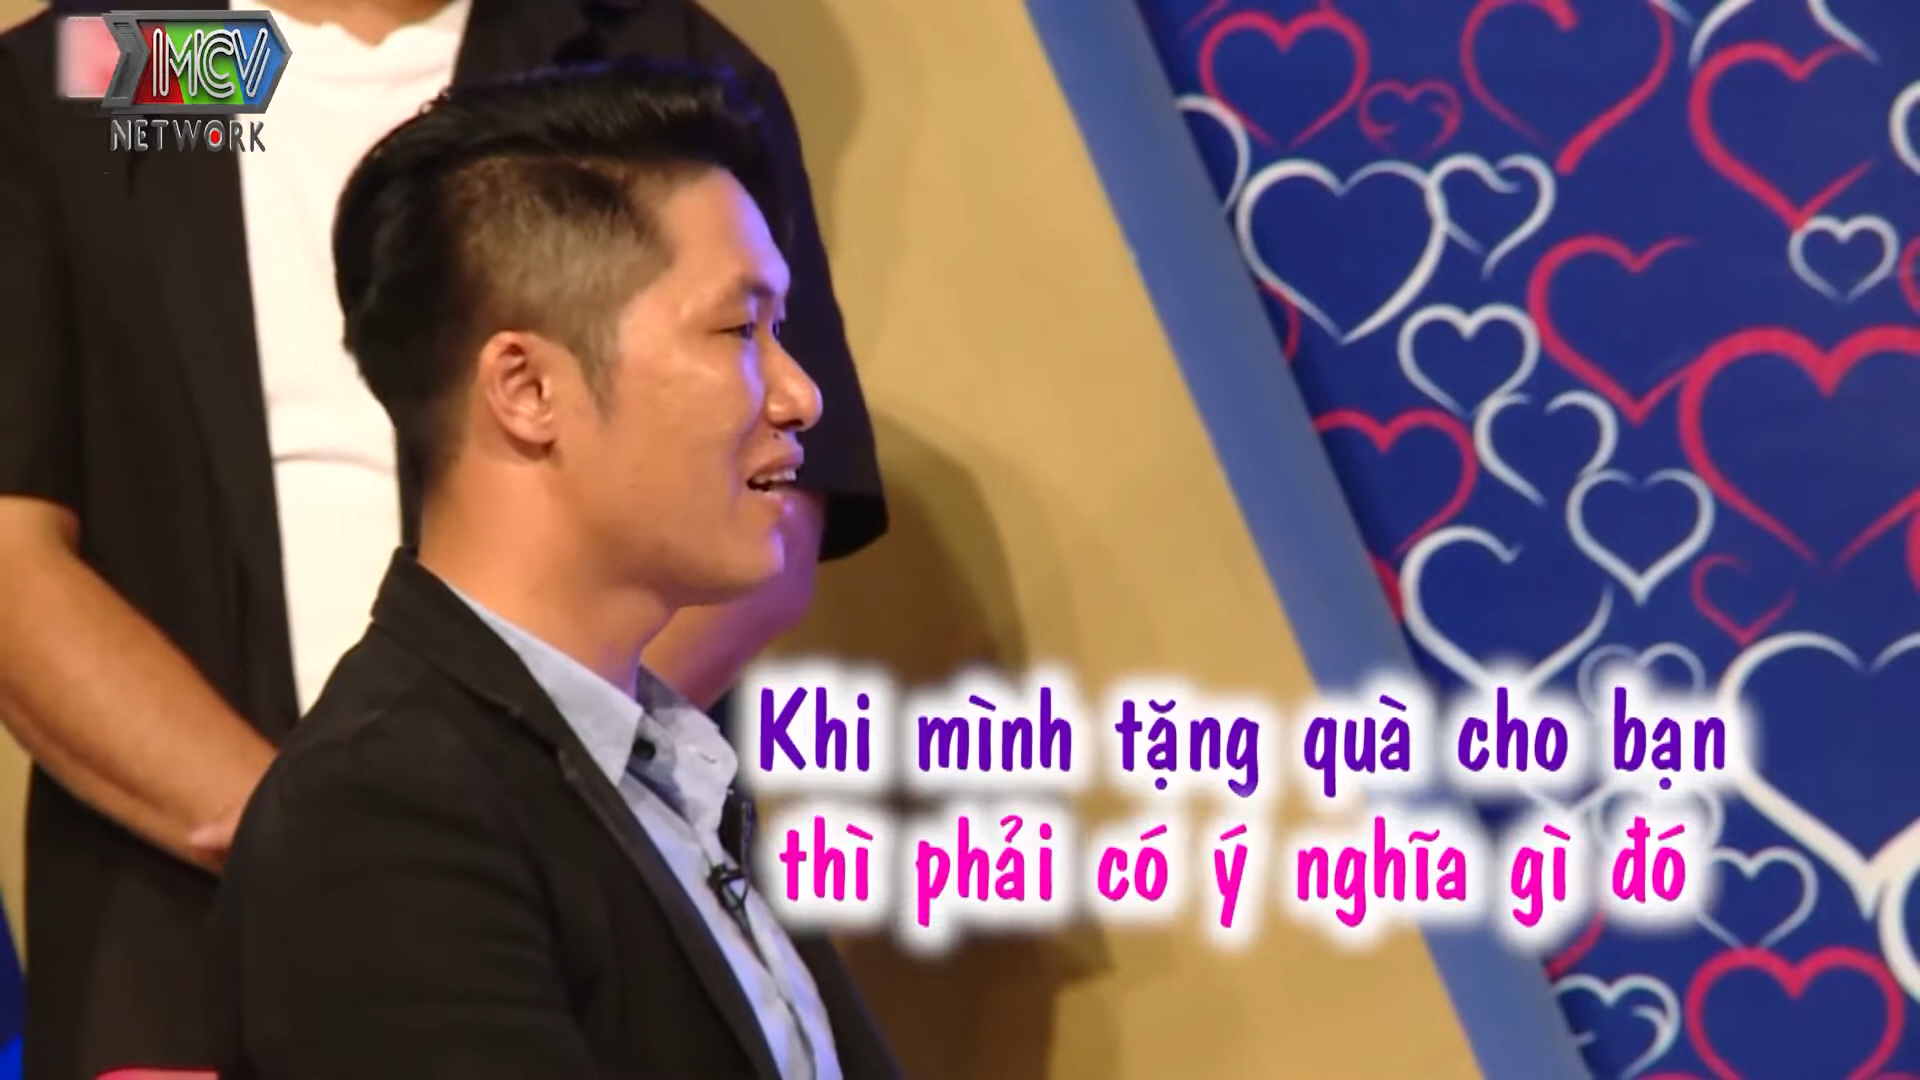 MCV
NETWORK
Khi mình tặng quà cho bạn
thì phải có ý nghĩa gì đó